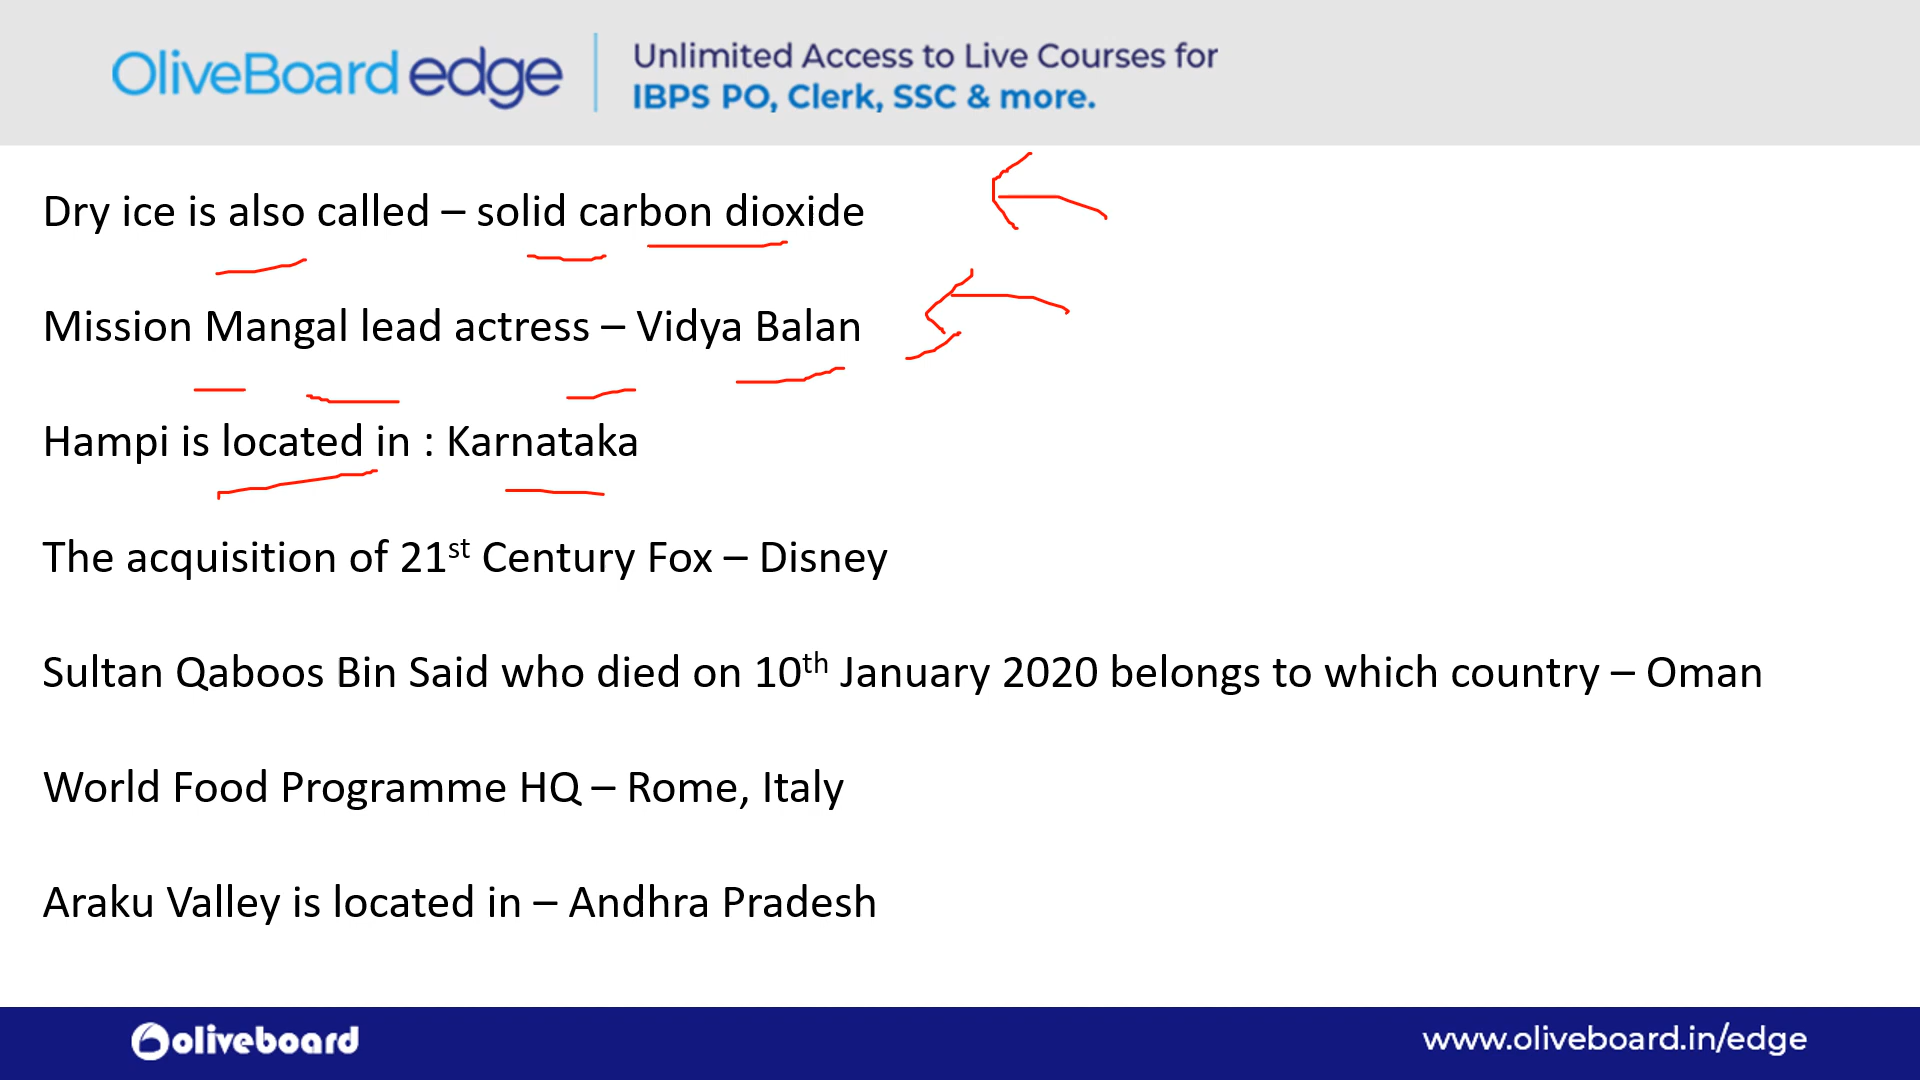 OliveBoard edge
Unlimited Access to Live Courses for
IBPS PO, Clerk, SSC & more.
Dry ice is also called – solid carbon dioxide
Mission Mangal lead actress – Vidya Balan
Hampi is located in : Karnataka
The acquisition of 21st Century Fox – Disney
Sultan Qaboos Bin Said who died on 10th January 2020 belongs to which country – Oman
World Food Programme HQ – Rome, Italy
Araku Valley is located in – Andhra Pradesh
oliveboard
www.oliveboard.in/edge